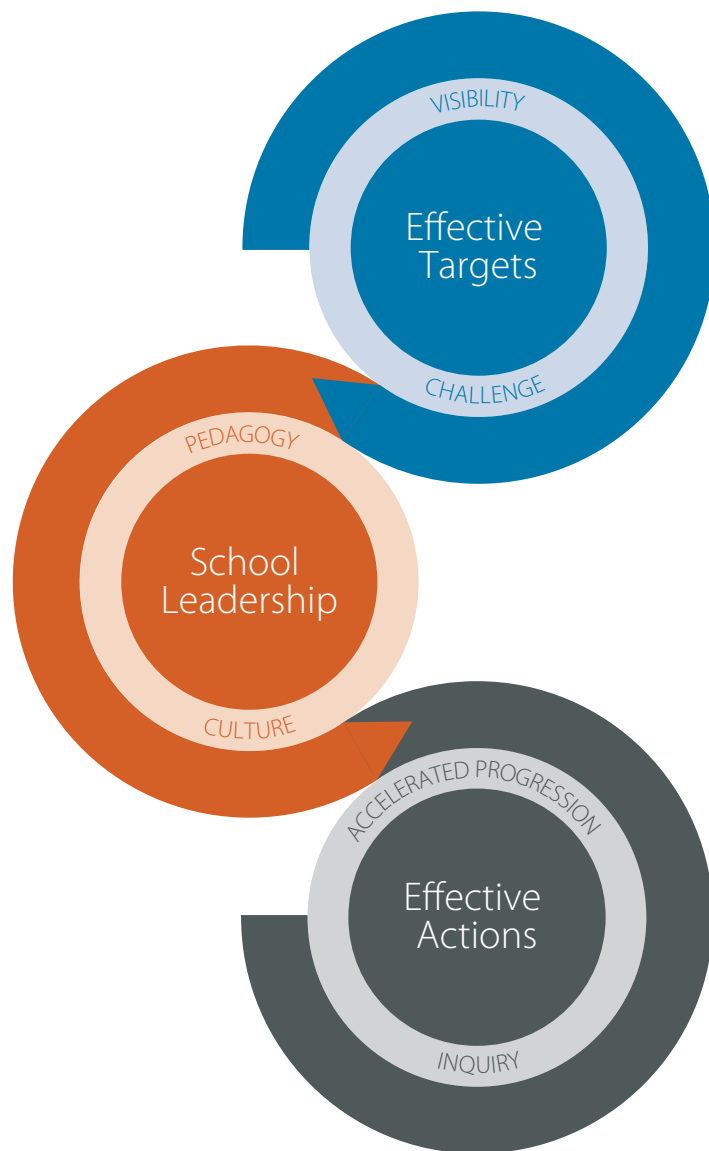 VISIBILITY
Effective
Targets
CHALLENGE
PEDAGOGY
School
Leadership
CULTURE
ACCELERATED PROGRESSION
Effective
Actions
INQUIRY